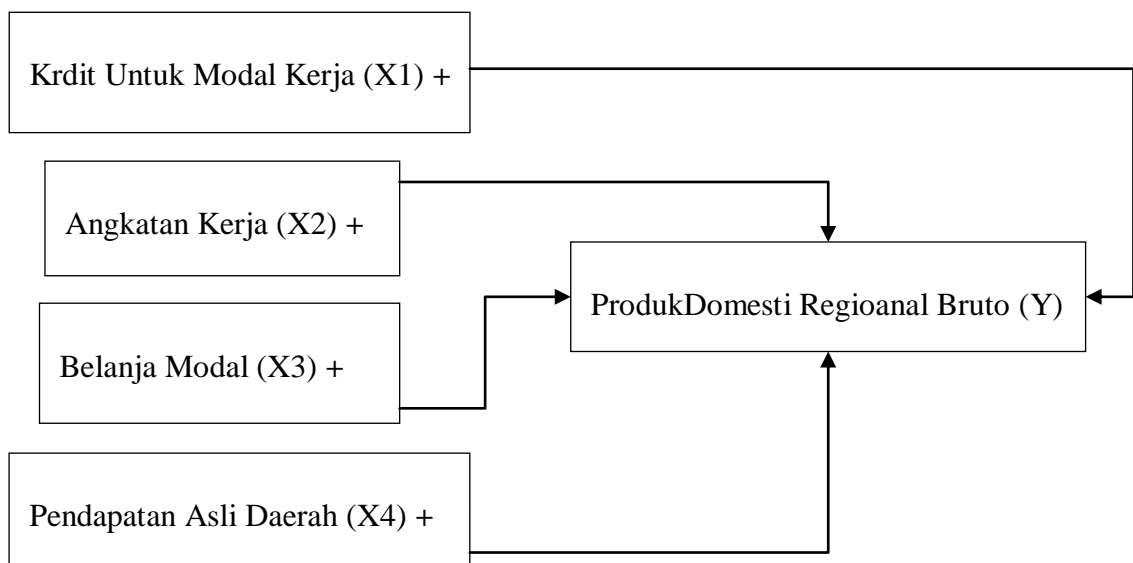 Krdit Untuk Modal Kerja (X1) +
Angkatan Kerja (X2) +
ProdukDomesti Regioanal Bruto (Y)
Belanja Modal (X3) +
Pendapatan Asli Daerah (X4) +